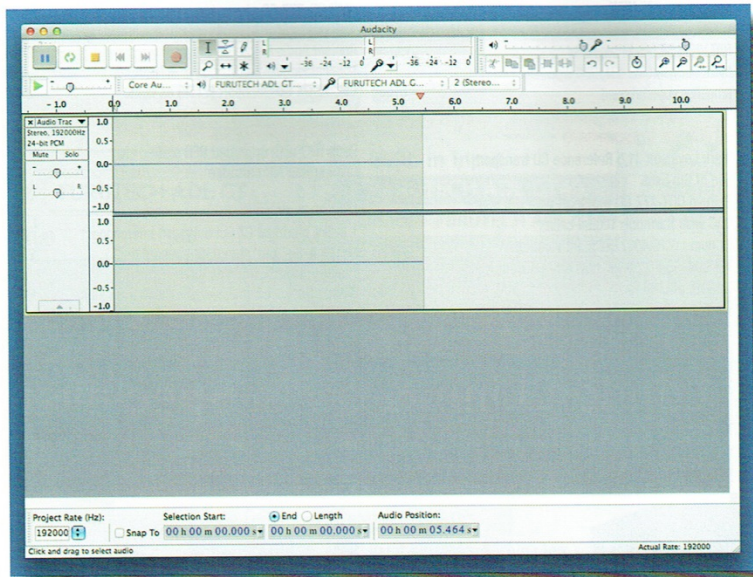 Audacity
L
R
-36 -24 -12 0
L
R
-36 -24 -12 0
Core Au...
FURUTECH ADL GT...
FURUTECH ADL G...
2 (Stereo...
- 1.0 0.0 1.0 2.0 3.0 4.0 5.0 6.0 7.0 8.0 9.0 10.0
Audio Trac
Stereo, 192000Hz
24-bit PCM
Mute Solo
- +
L R
1.0
0.5
0.0
-0.5
-1.0
1.0
0.5
0.0
-0.5
-1.0
Project Rate (Hz):
192000
Snap To
Selection Start:
00 h 00 m 00.000 s
End Length
00 h 00 m 00.000 s
Audio Position:
00 h 00 m 05.464 s
Click and drag to select audio
Actual Rate: 192000